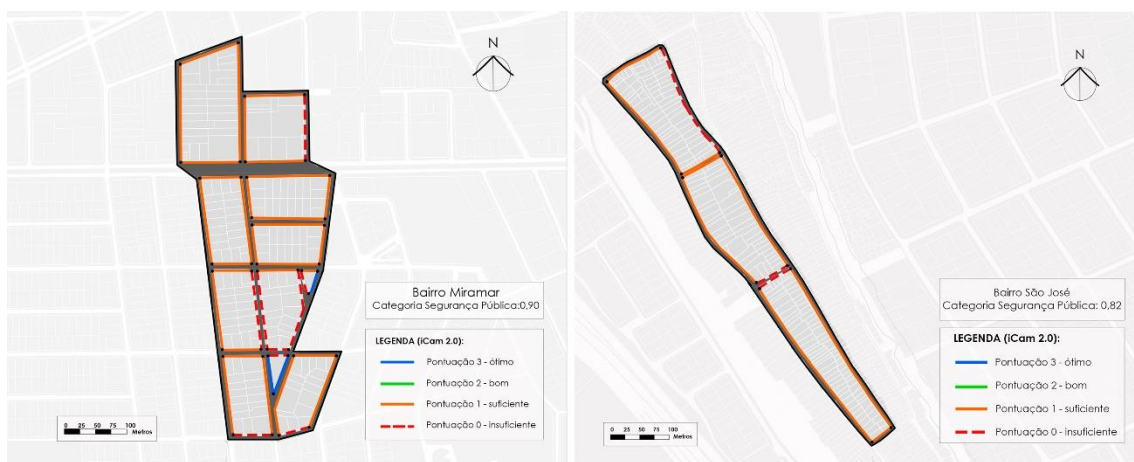 N
Bairro Miramar
Categoria Segurança Pública:0,90
LEGENDA (iCam 2.0):
Pontuação 3 - ótimo
Pontuação 2 - bom
Pontuação 1 - suficiente
Pontuação 0 - insuficiente
0 25 50 75 100
Metros
N
Bairro São José
Categoria Segurança Pública: 0,82
LEGENDA (iCam 2.0):
Pontuação 3 - ótimo
Pontuação 2 - bom
Pontuação 1 - suficiente
Pontuação 0 - insuficiente
0 25 50 75 100
Metros